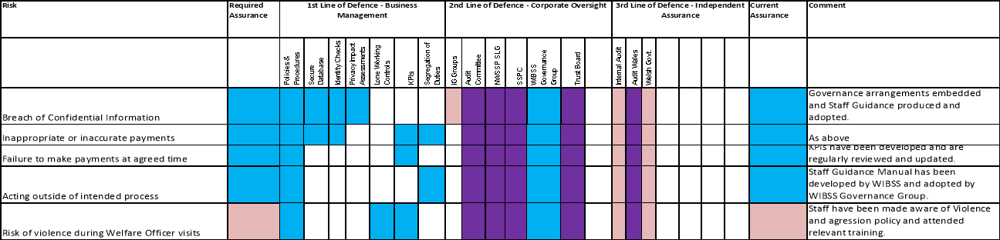 Risk
Required
Assurance
1st Line of Defence - Business
Management
2nd Line of Defence - Corporate Oversight
3rd Line of Defence - Independent
Assurance
Current
Assurance
Comment
Policies &
Procedures
Secure
Database
Identity Checks
Privacy Impact
Assessments
Lone Working
Controls
KPIs
Segregation of
Duties
IG Groups
Audit
Committee
NWSSP SLG
SSPC
WIBSS
Governance
Group
Trust Board
Internal Audit
Audit Wales
Welsh Govt.
Breach of Confidential Information
Governance arrangements embedded
and Staff Guidance produced and
adopted.
Inappropriate or inaccurate payments
As above
Failure to make payments at agreed time
KPIs have been developed and are
regularly reviewed and updated.
Acting outside of intended process
Staff Guidance Manual has been
developed by WIBSS and adopted by
WIBSS Governance Group.
Risk of violence during Welfare Officer visits
Staff have been made aware of Violence
and agression policy and attended
relevant training.